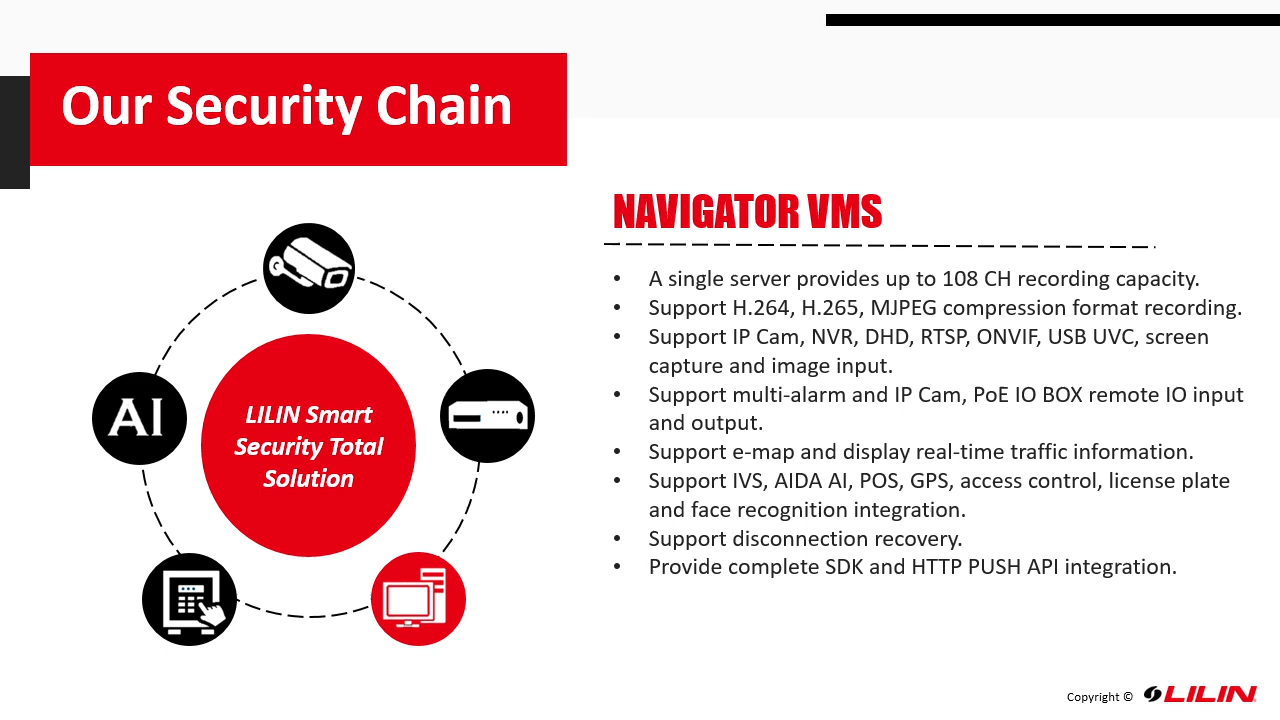 Our Security Chain
NAVIGATOR VMS
• A single server provides up to 108 CH recording capacity.
• Support H.264, H.265, MJPEG compression format recording.
• Support IP Cam, NVR, DHD, RTSP, ONVIF, USB UVC, screen
capture and image input.
• Support multi-alarm and IP Cam, PoE IO BOX remote IO input
and output.
• Support e-map and display real-time traffic information.
• Support IVS, AIDA AI, POS, GPS, access control, license plate
and face recognition integration.
• Support disconnection recovery.
• Provide complete SDK and HTTP PUSH API integration.
AI
LILIN Smart
Security Total
Solution
Copyright ©
LILIN